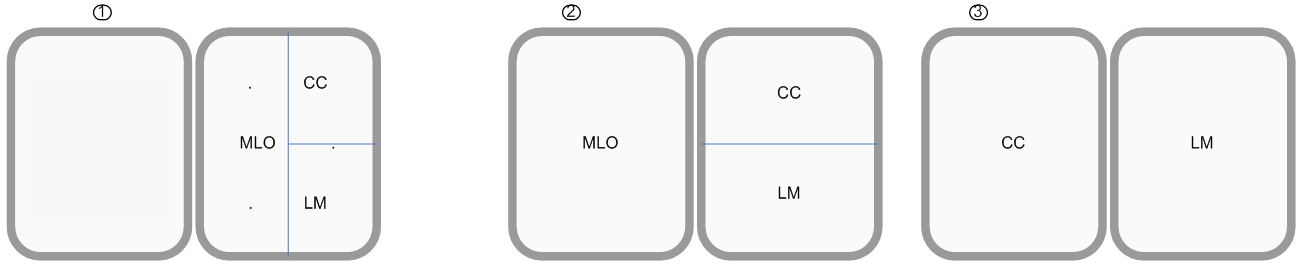 ①
. CC
MLO .
. LM
②
MLO
CC
LM
③
CC
LM